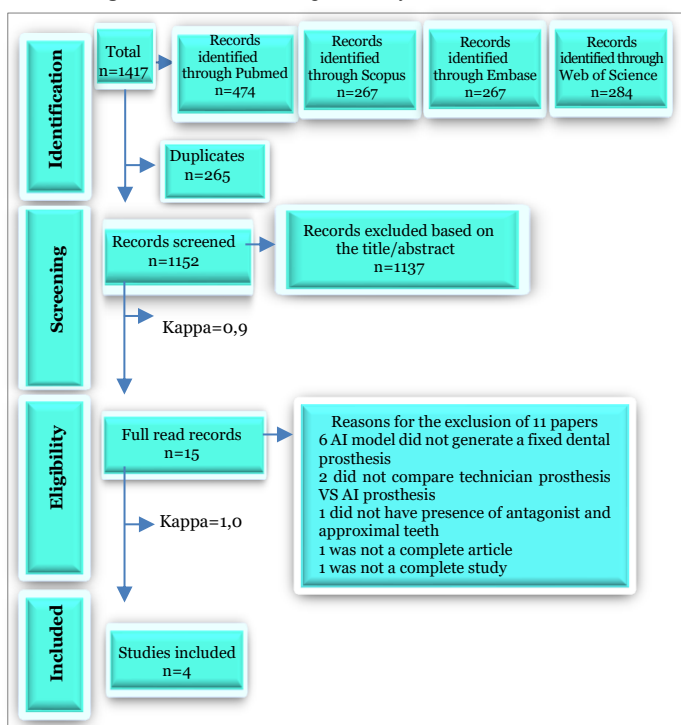 Identification
Total
n=1417
Records
identified
through Pubmed
n=474
Records
identified
through Scopus
n=267
Records
identified
through Embase
n=267
Records
identified through
Web of Science
n=284
Duplicates
n=265
Screening
Records screened
n=1152
Records excluded based on
the title/abstract
n=1137
Kappa=0,9
Eligibility
Full read records
n=15
Reasons for the exclusion of 11 papers
6 AI model did not generate a fixed dental
prosthesis
2 did not compare technician prosthesis
VS AI prosthesis
1 did not have presence of antagonist and
approximal teeth
1 was not a complete article
1 was not a complete study
Kappa=1,0
Included
Studies included
n=4